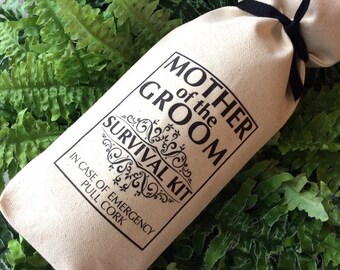 MOTHER
of the
GROOM
SURVIVAL KIT
IN CASE OF EMERGENCY
PULL CORK